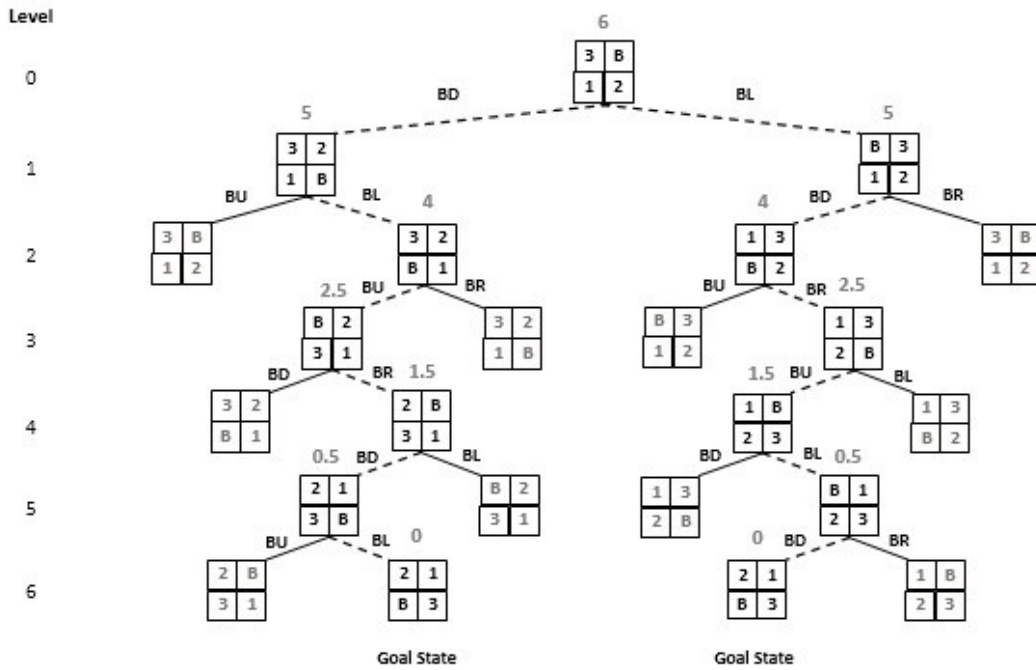 Level
6
0
3 B
1 2
BD BL
5 5
1
3 2 B 3
1 B 1 2
BU BL BD BR
4 4
2
3 B 3 2 1 3 3 B
1 2 B 1 B 2 1 2
2.5 BU BR BU BR 2.5
3
B 2 3 2 B 3 1 3
3 1 1 B 1 2 2 B
BD BR 1.5 1.5 BU BL
4
3 2 2 B 1 B 1 3
B 1 3 1 2 3 B 2
0.5 BD BL BD BL 0.5
5
2 1 B 2 1 3 B 1
3 B 3 1 2 B 2 3
BU BL 0 0 BD BR
6
2 B 2 1 2 1 1 B
3 1 B 3 B 3 2 3
Goal State Goal State